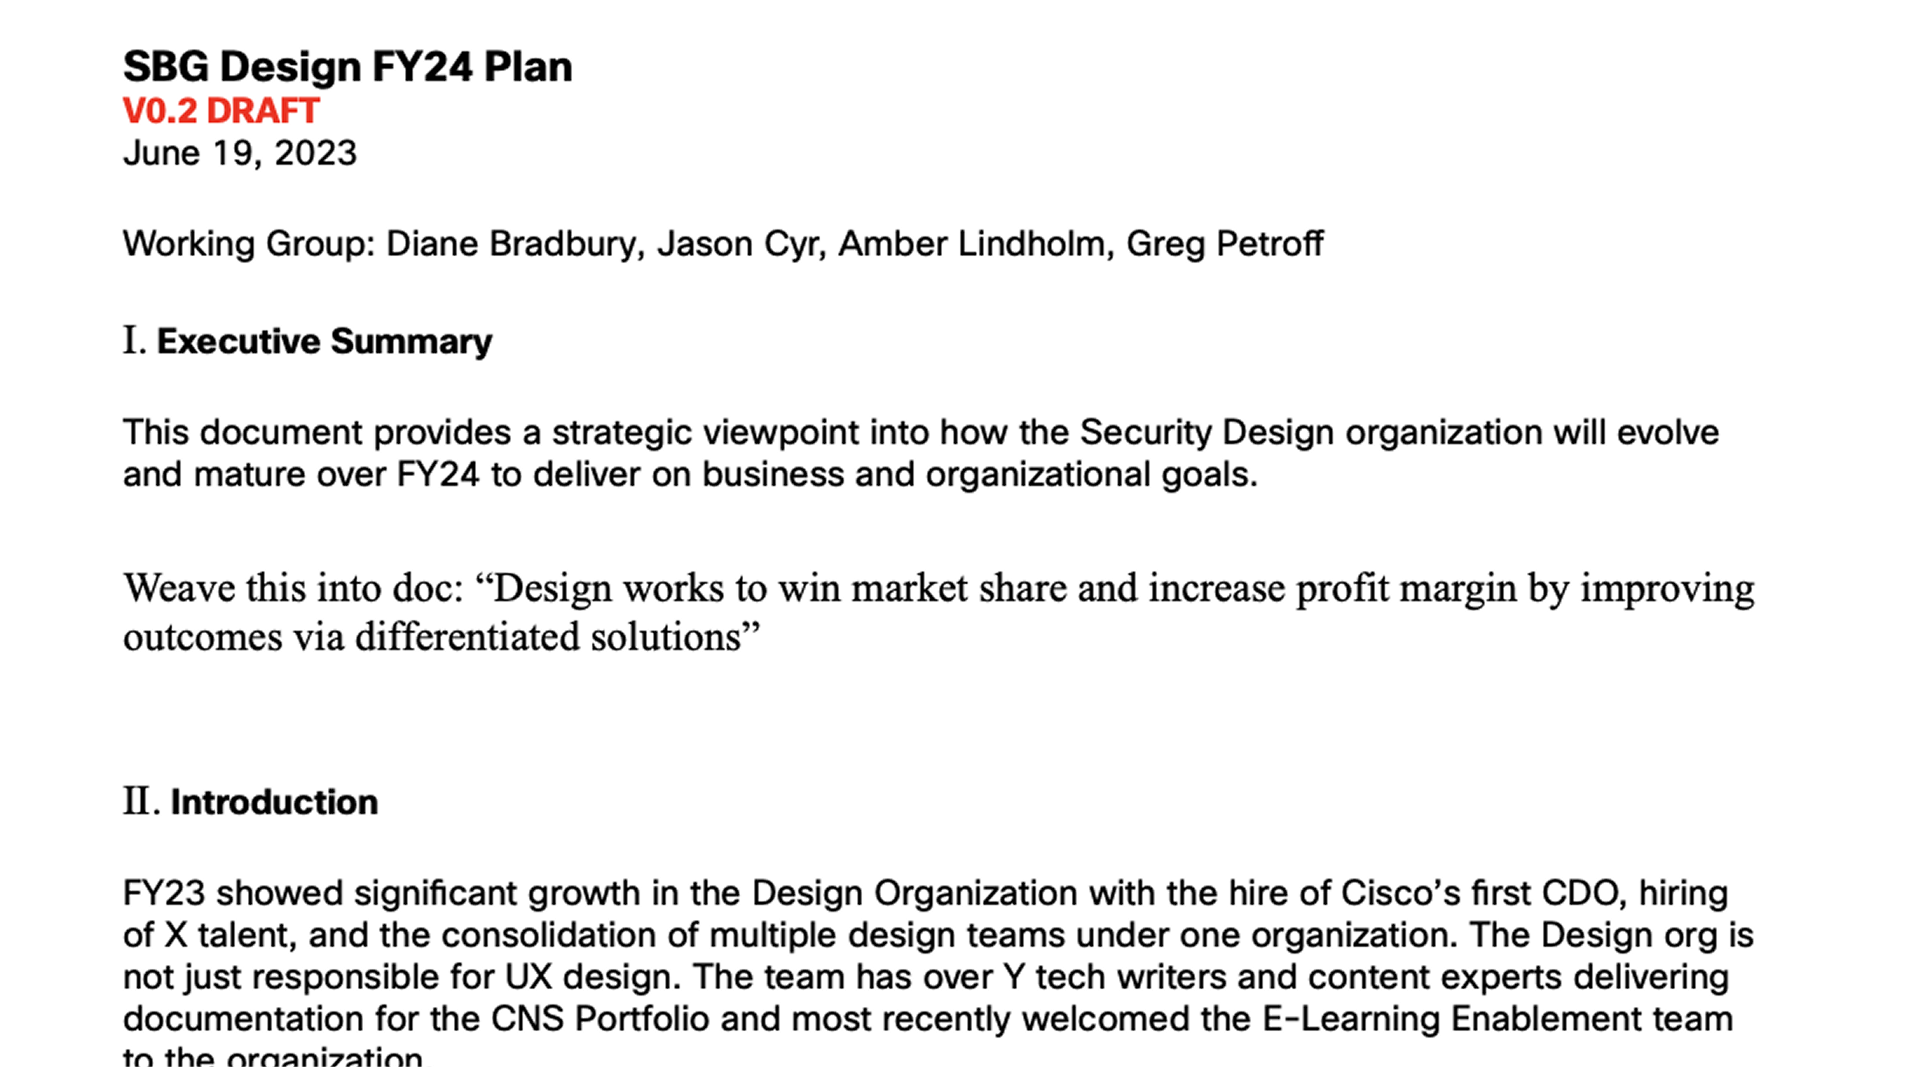 SBG Design FY24 Plan
V0.2 DRAFT
June 19, 2023
Working Group: Diane Bradbury, Jason Cyr, Amber Lindholm, Greg Petroff
I. Executive Summary
This document provides a strategic viewpoint into how the Security Design organization will evolve
and mature over FY24 to deliver on business and organizational goals.
Weave this into doc: “Design works to win market share and increase profit margin by improving
outcomes via differentiated solutions”
II. Introduction
FY23 showed significant growth in the Design Organization with the hire of Cisco’s first CDO, hiring
of X talent, and the consolidation of multiple design teams under one organization. The Design org is
not just responsible for UX design. The team has over Y tech writers and content experts delivering
documentation for the CNS Portfolio and most recently welcomed the E-Learning Enablement team
to the organization.